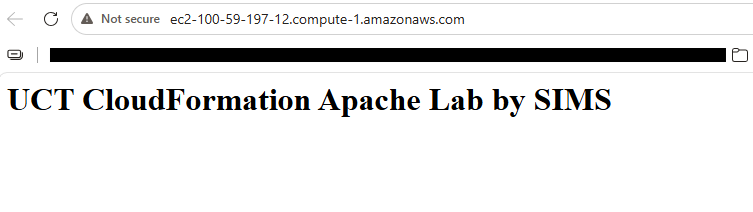 Not secure ec2-100-59-197-12.compute-1.amazonaws.com
UCT CloudFormation Apache Lab by SIMS